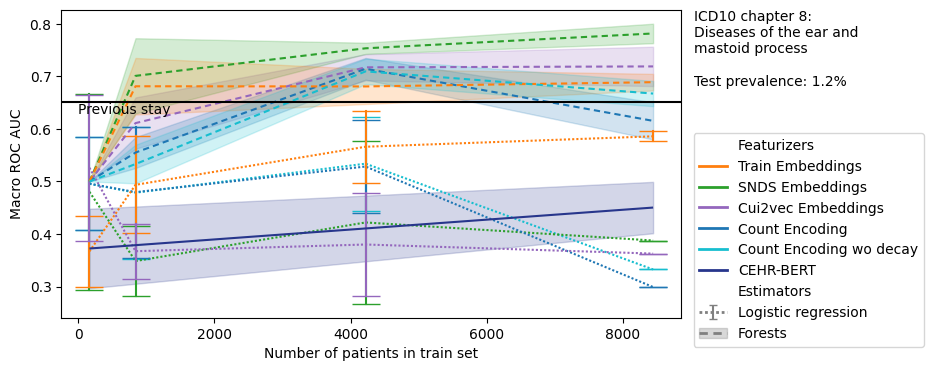 0.8
0.7
0.6
0.5
0.4
0.3
Macro ROC AUC
Previous stay
0
2000
4000
6000
8000
Number of patients in train set
ICD10 chapter 8:
Diseases of the ear and
mastoid process
Test prevalence: 1.2%
Featurizers
Train Embeddings
SNDS Embeddings
Cui2vec Embeddings
Count Encoding
Count Encoding wo decay
CEHR-BERT
Estimators
Logistic regression
Forests